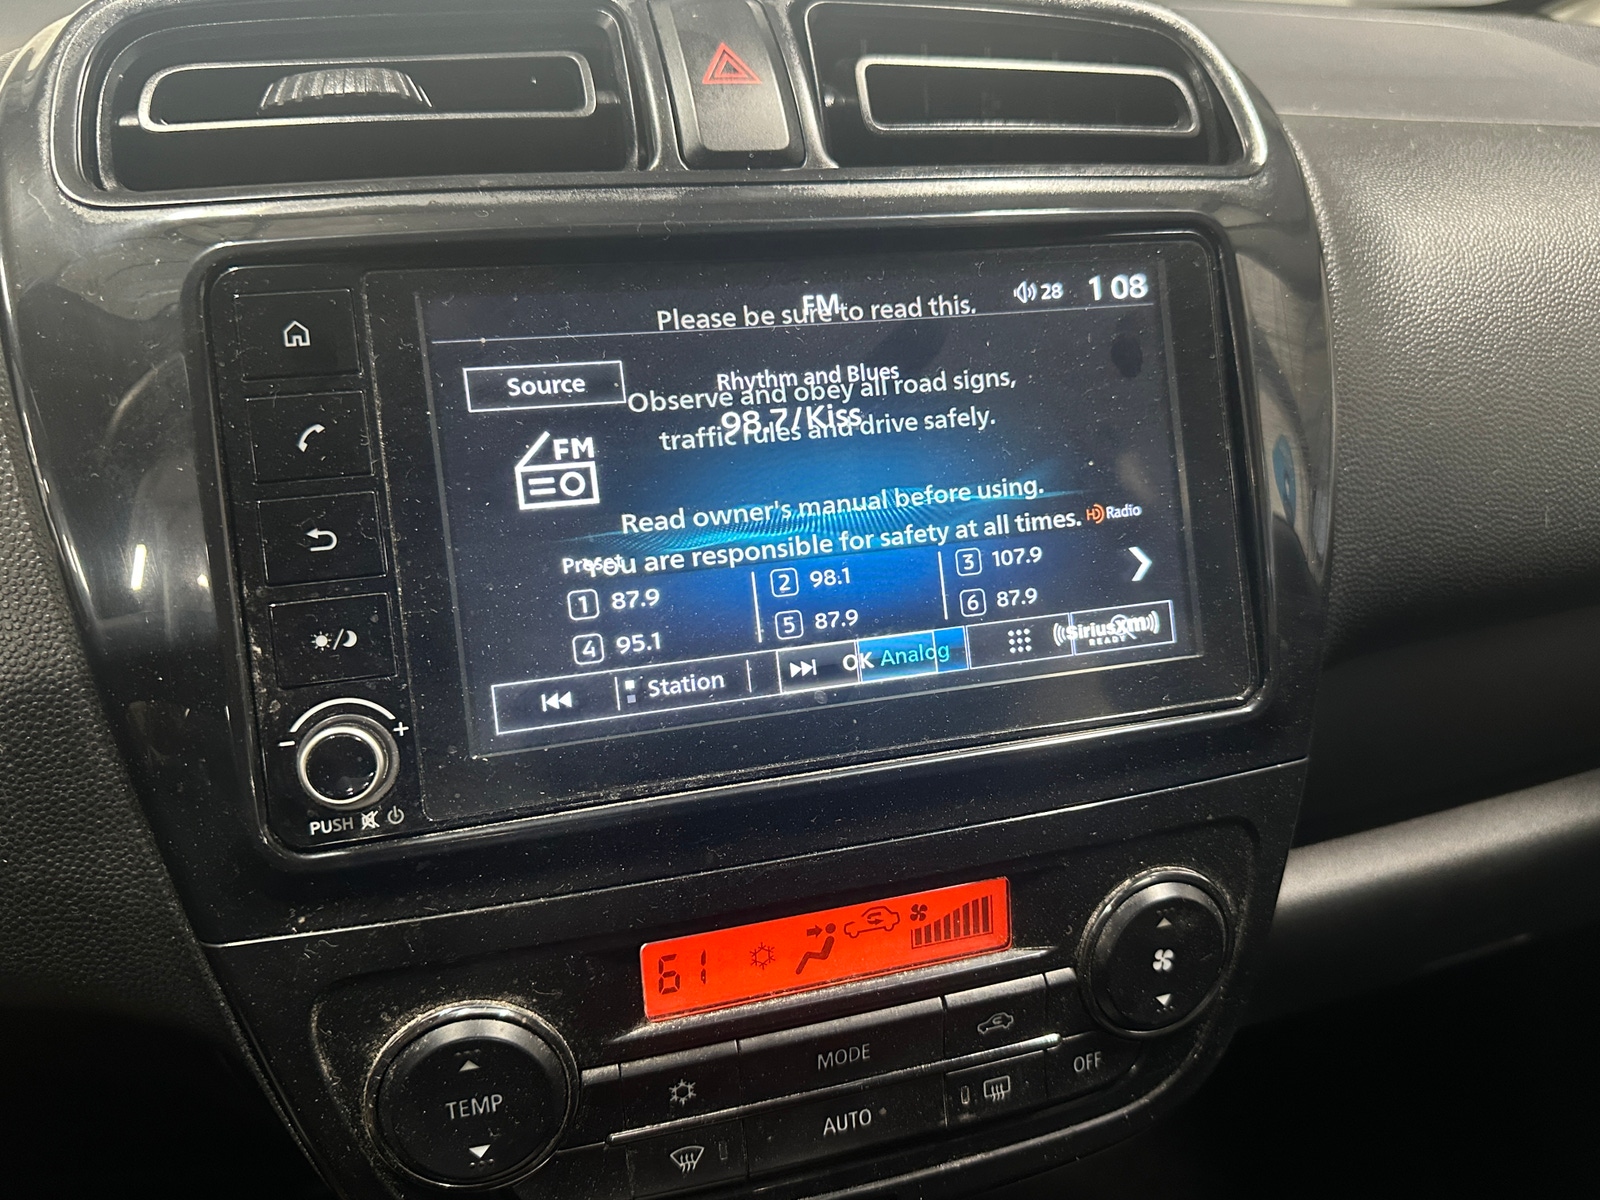 FM
28
1 08
Please be sure to read this.
Source
Rhythm and Blues
Observe and obey all road signs,
98.7/Kiss
traffic rules and drive safely.
FM
Read owner's manual before using.
HD Radio
You are responsible for safety at all times.
Preset
1 87.9
2 98.1
3 107.9
4 95.1
5 87.9
6 87.9
Station
OK
Analog
siriusxm
READY
- +
PUSH
61
TEMP
MODE
AUTO
OFF